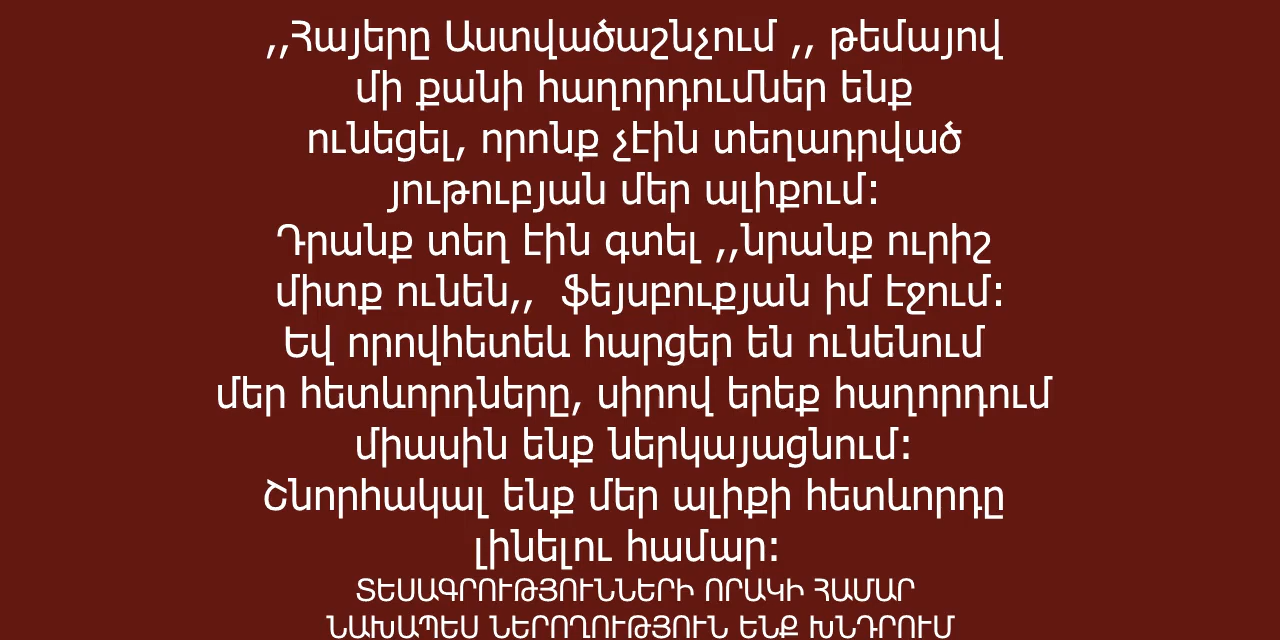 ,,Հայերը Աստվածաշնչում ,, թեմայով
մի քանի հաղորդումներ ենք
ունեցել, որոնք չէին տեղադրված
յութուբյան մեր ալիքում:
Դրանք տեղ էին գտել ,,նրանք ուրիշ
միտք ունեն,, ֆեյսբուքյան իմ էջում:
Եվ որովհետև հարցեր են ունենում
մեր հետևորդները, սիրով երեք հաղորդում
միասին ենք ներկայացնում:
Շնորհակալ ենք մեր ալիքի հետևորդը
լինելու համար:
ՏԵՍԱԳՐՈՒԹՅՈՒՆՆԵՐԻ ՈՐԱԿԻ ՀԱՄԱՐ
ՆԱԽԱՊԵՍ ՆԵՐՈՂՈՒԹՅՈՒՆ ԵՆՔ ԽՆԴՐՈՒՄ